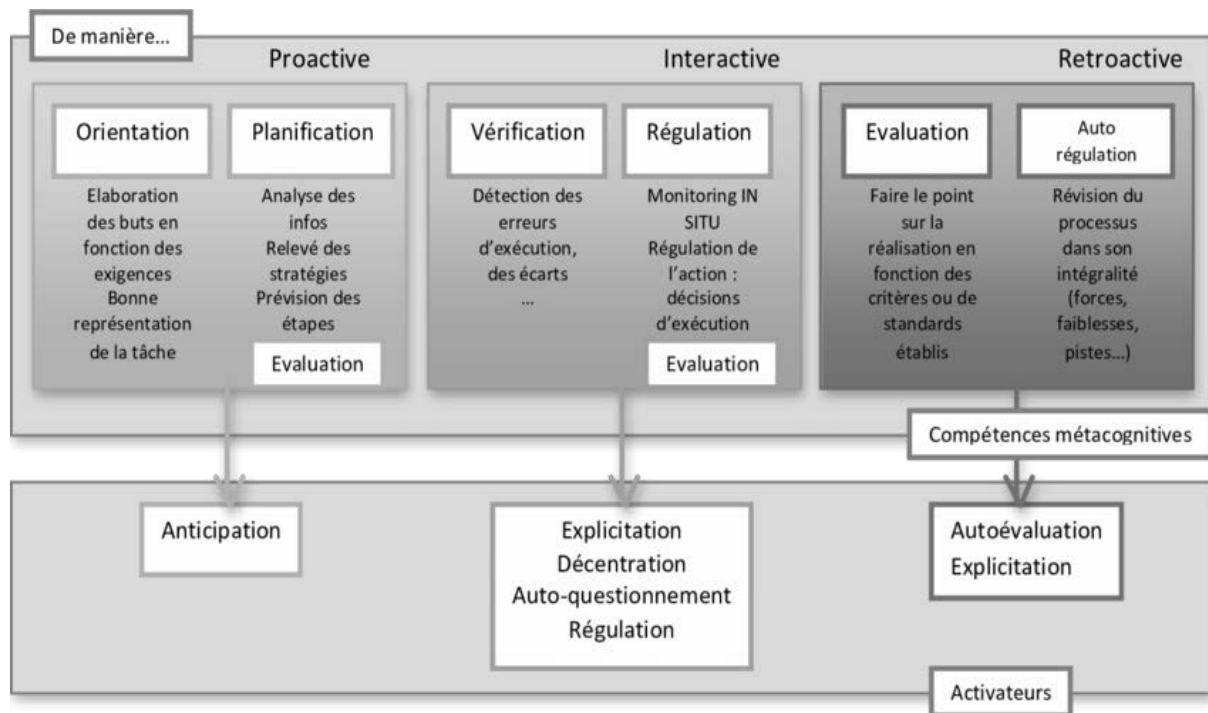 De manière...
Proactive
Interactive
Retroactive
Orientation
Elaboration
des buts en
fonction des
exigences
Bonne
représentation
de la tâche
Planification
Analyse des
infos
Relevé des
stratégies
Prévision des
étapes
Evaluation
Vérification
Détection des
erreurs
d'exécution,
des écarts
...
Régulation
Monitoring IN
SITU
Régulation de
l'action :
décisions
d'exécution
Evaluation
Evaluation
Faire le point
sur la
réalisation en
fonction des
critères ou de
standards
établis
Auto
régulation
Révision du
processus
dans son
intégralité
(forces,
faiblesses,
pistes...)
Compétences métacognitives
Anticipation
Explicitation
Décentration
Auto-questionnement
Régulation
Autoévaluation
Explicitation
Activateurs